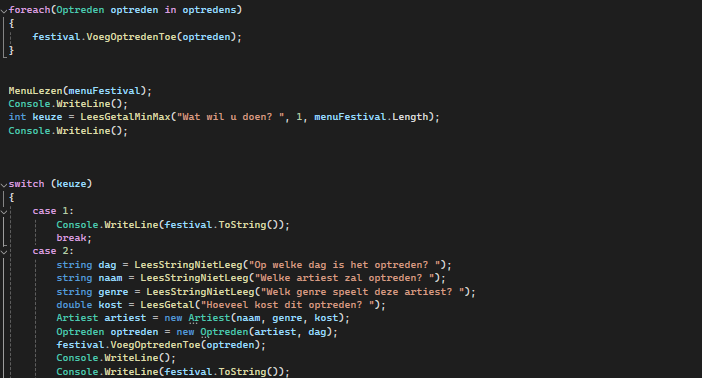 foreach(Optreden optreden in optredens)
{
festival.VoegOptredenToe(optreden);
}
MenuLezen(menuFestival);
Console.WriteLine();
int keuze = LeesGetalMinMax("Wat wil u doen? ", 1, menuFestival.Length);
Console.WriteLine();
switch (keuze)
{
case 1:
Console.WriteLine(festival.ToString());
break;
case 2:
string dag = LeesStringNietLeeg("Op welke dag is het optreden? ");
string naam = LeesStringNietLeeg("Welke artiest zal optreden? ");
string genre = LeesStringNietLeeg("Welk genre speelt deze artiest? ");
double kost = LeesGetal("Hoeveel kost dit optreden? ");
Artiest artiest = new Artiest(naam, genre, kost);
Optreden optreden = new Optreden(artiest, dag);
festival.VoegOptredenToe(optreden);
Console.WriteLine();
Console.WriteLine(festival.ToString());